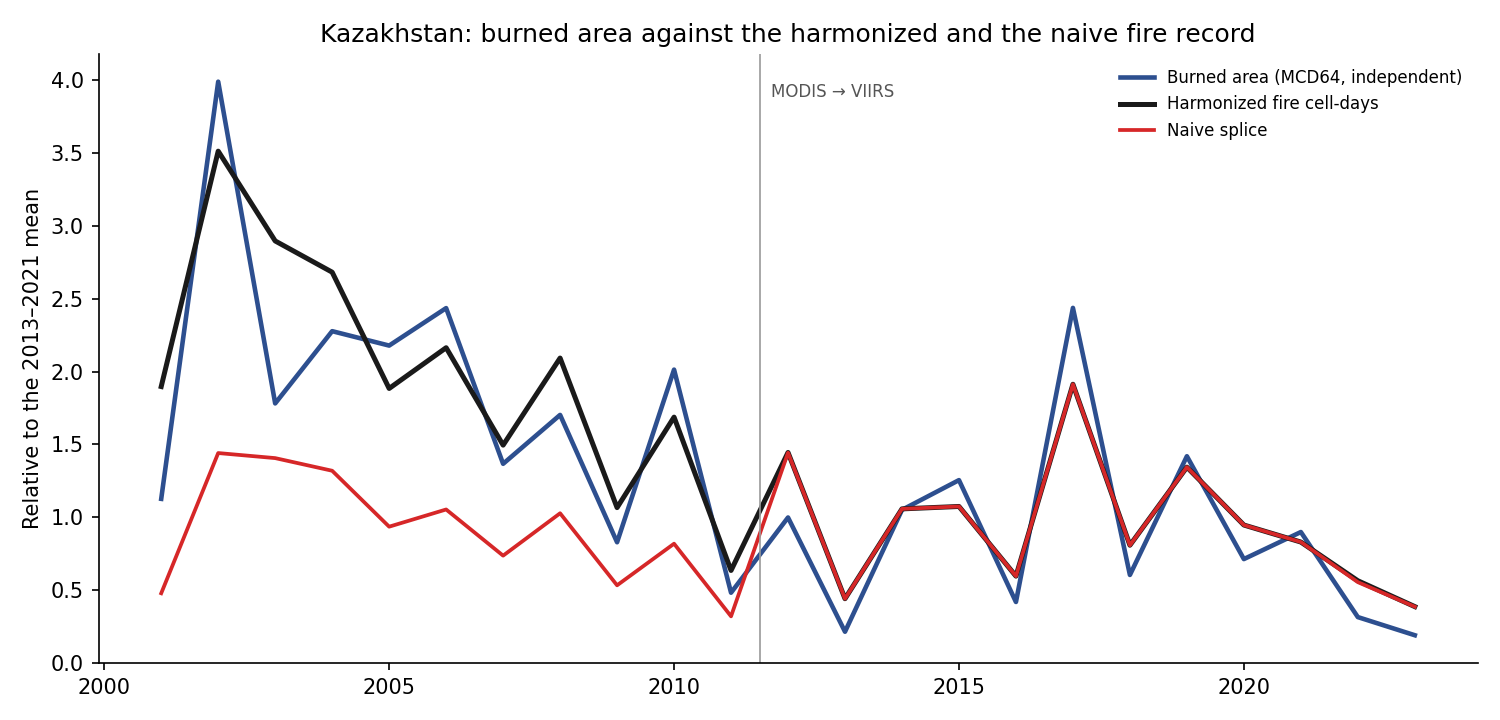 Kazakhstan: burned area against the harmonized and the naive fire record
Relative to the 2013–2021 mean
4.0
3.5
3.0
2.5
2.0
1.5
1.0
0.5
0.0
MODIS → VIIRS
Burned area (MCD64, independent)
Harmonized fire cell-days
Naive splice
2000
2005
2010
2015
2020